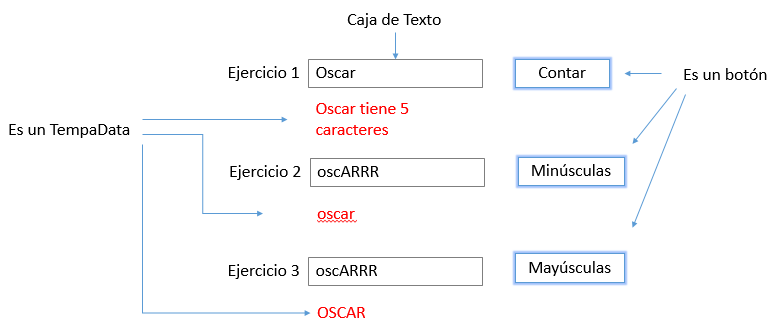 Caja de Texto
Ejercicio 1 Oscar Contar Es un botón
Oscar tiene 5
caracteres
Es un TempaData
Ejercicio 2 oscARRR Minúsculas
oscar
Ejercicio 3 oscARRR Mayúsculas
OSCAR